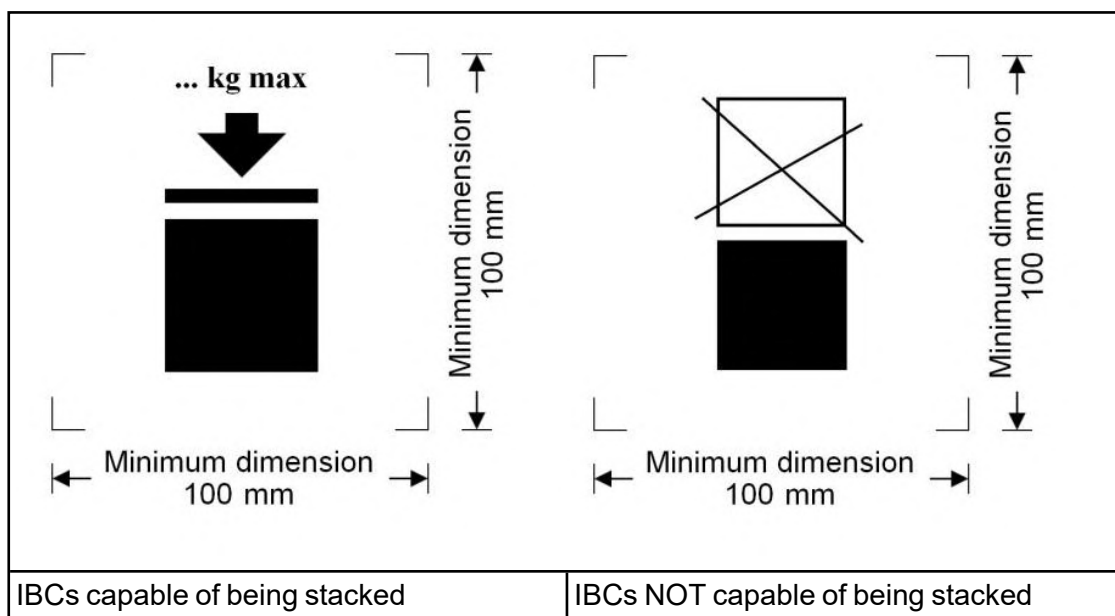 ... kg max
Minimum dimension
100 mm
Minimum dimension
100 mm
Minimum dimension
100 mm
Minimum dimension
100 mm
IBCs capable of being stacked
IBCs NOT capable of being stacked